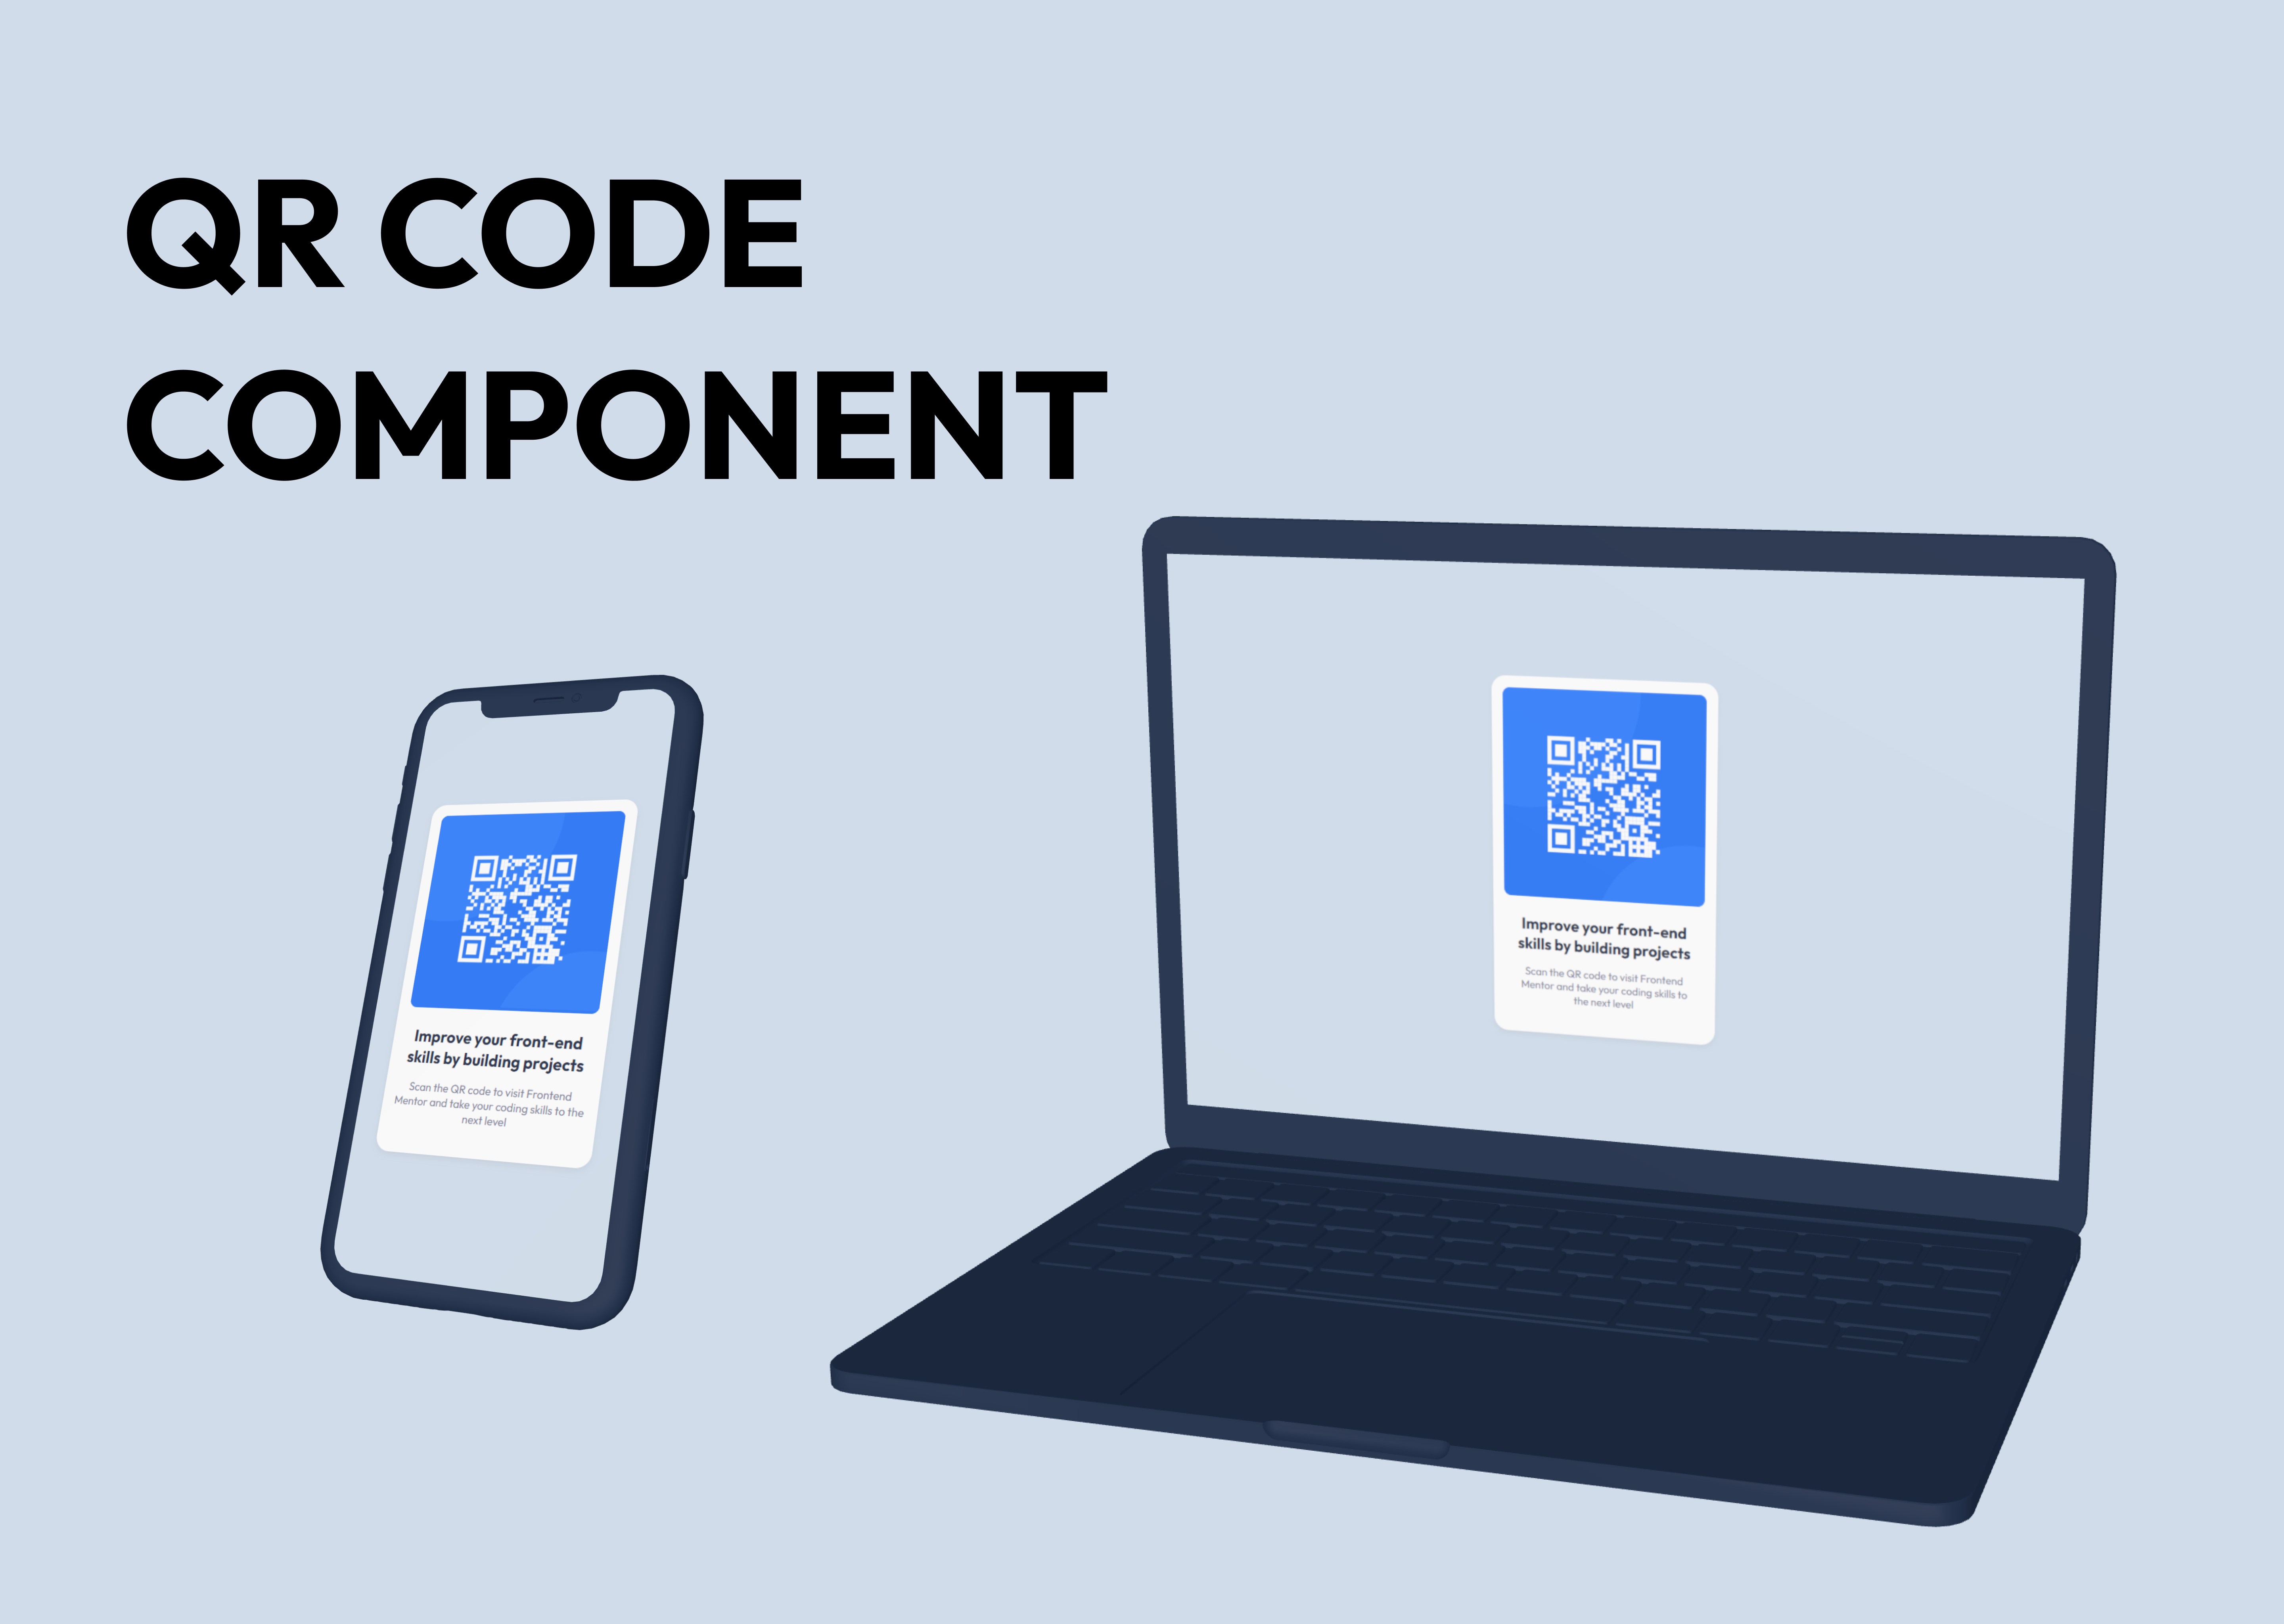 QR CODE
COMPONENT
Improve your front-end
skills by building projects
Scan the QR code to visit Frontend
Mentor and take your coding skills to the
next level
Improve your front-end
skills by building projects
Scan the QR code to visit Frontend
Mentor and take your coding skills to
the next level